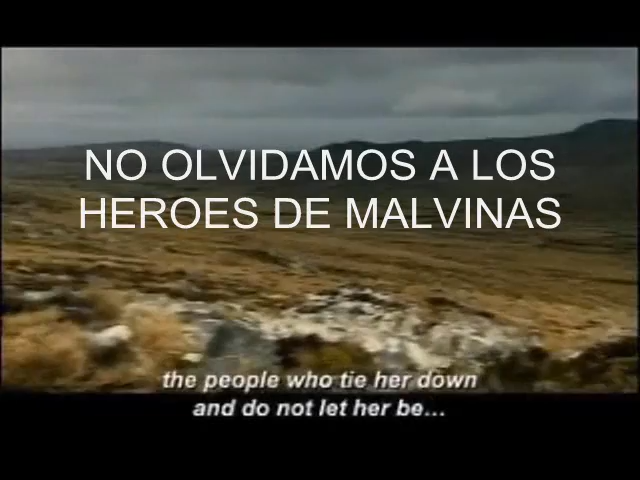 NO OLVIDAMOS A LOS
HEROES DE MALVINAS
the people who tie her down
and do not let her be...